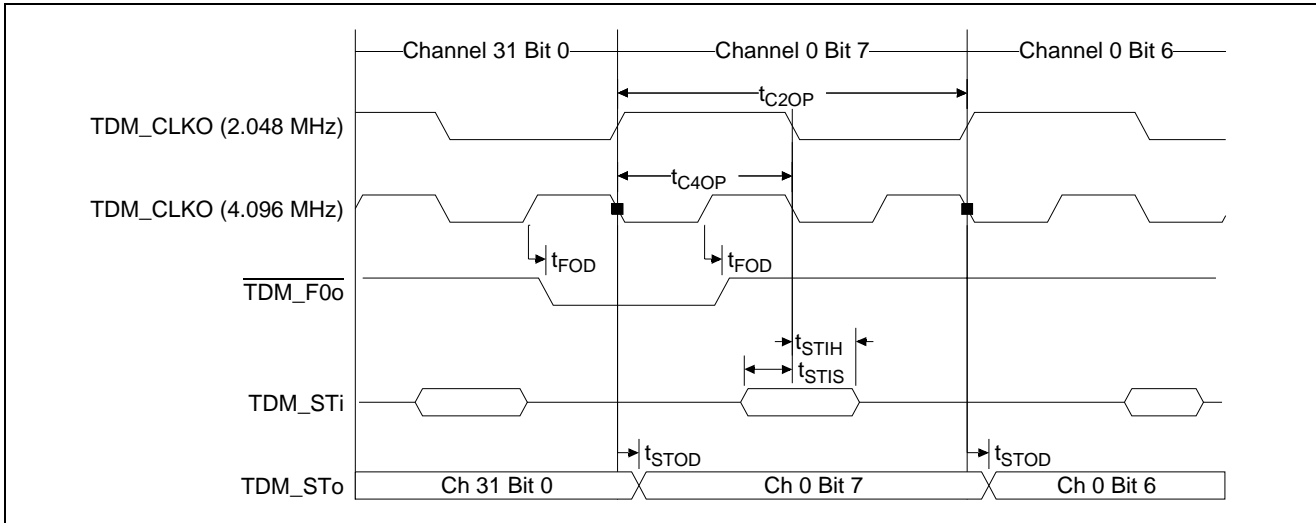 Channel 31 Bit 0 Channel 0 Bit 7 Channel 0 Bit 6
tC2OP
TDM_CLKO (2.048 MHz)
tC4OP
TDM_CLKO (4.096 MHz)
tFOD tFOD
TDM_F0o
tSTIH
tSTIS
TDM_STi
tSTOD tSTOD
TDM_STo Ch 31 Bit 0 Ch 0 Bit 7 Ch 0 Bit 6